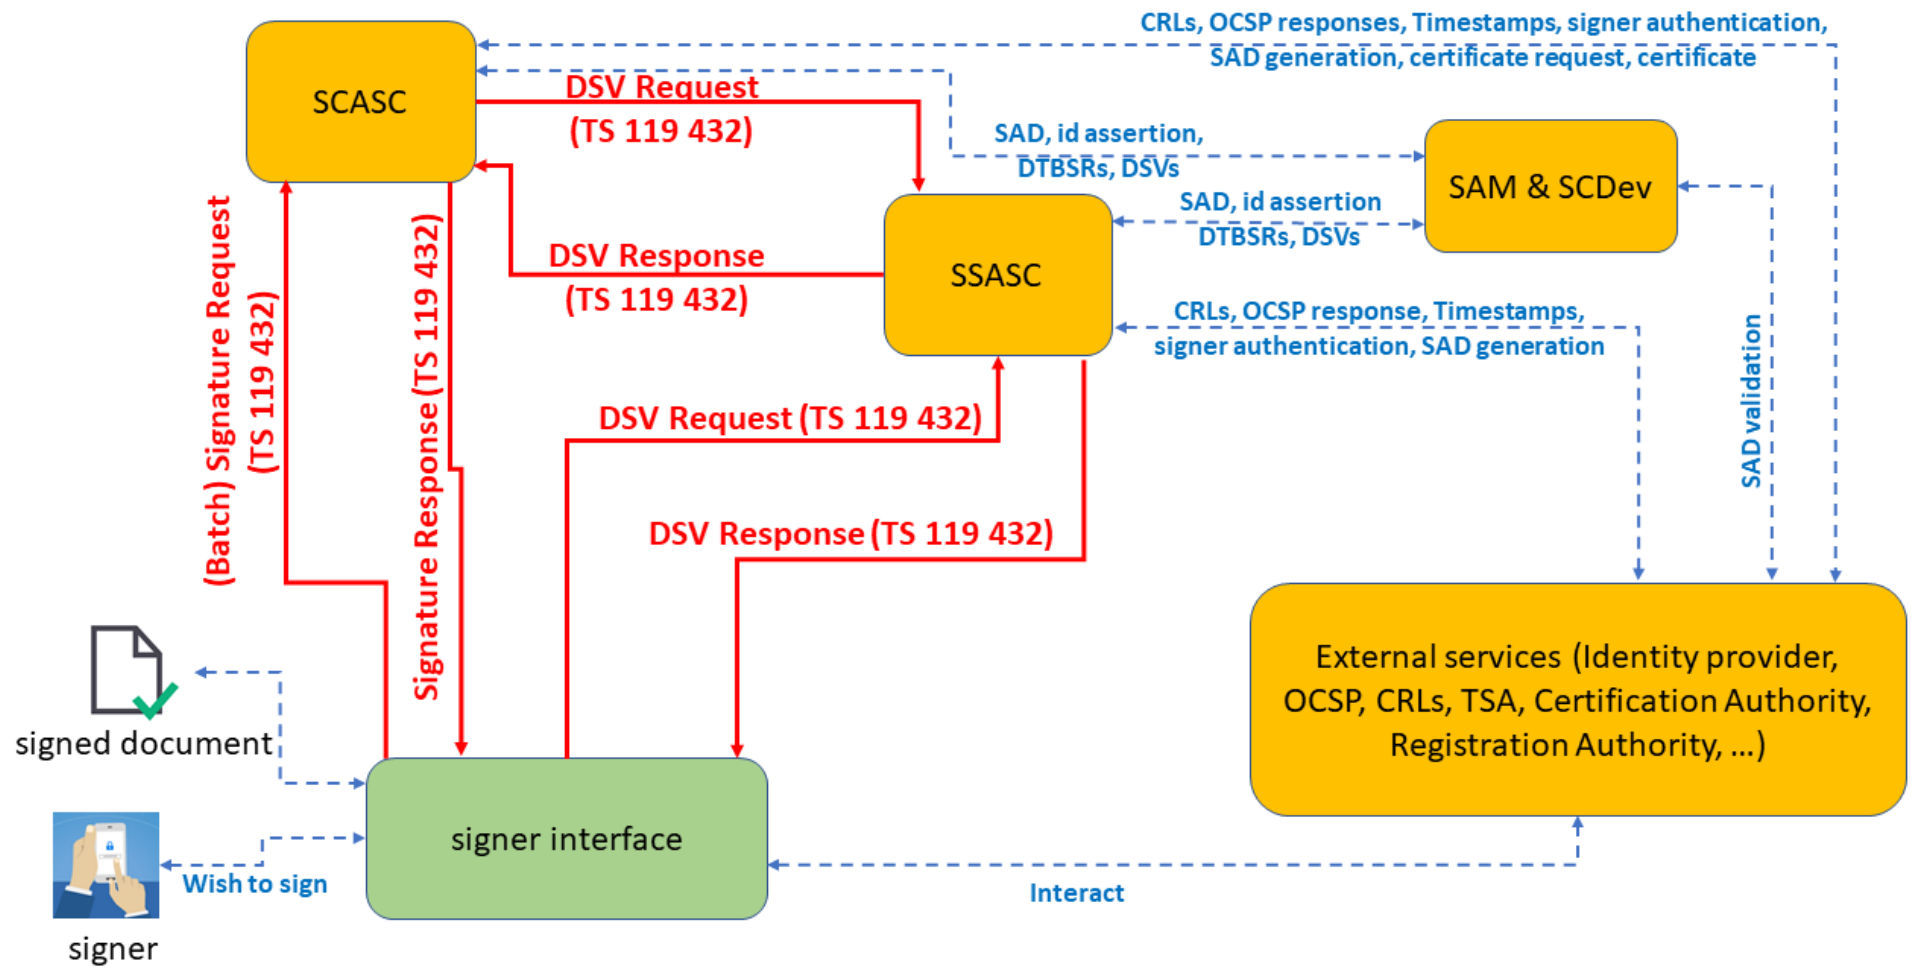 CRLs, OCSP responses, Timestamps, signer authentication,
SAD generation, certificate request, certificate
SCASC
DSV Request
(TS 119 432)
SAD, id assertion,
DTBSRs, DSVs
SAM & SCDev
SAD, id assertion
DTBSRs, DSVs
DSV Response
(TS 119 432)
SSASC
CRLs, OCSP response, Timestamps,
signer authentication, SAD generation
(Batch) Signature Request
(TS 119 432)
Signature Response (TS 119 432)
SAD validation
DSV Request (TS 119 432)
DSV Response (TS 119 432)
External services (Identity provider,
OCSP, CRLs, TSA, Certification Authority,
Registration Authority, ...)
signed document
signer interface
Wish to sign
Interact
signer